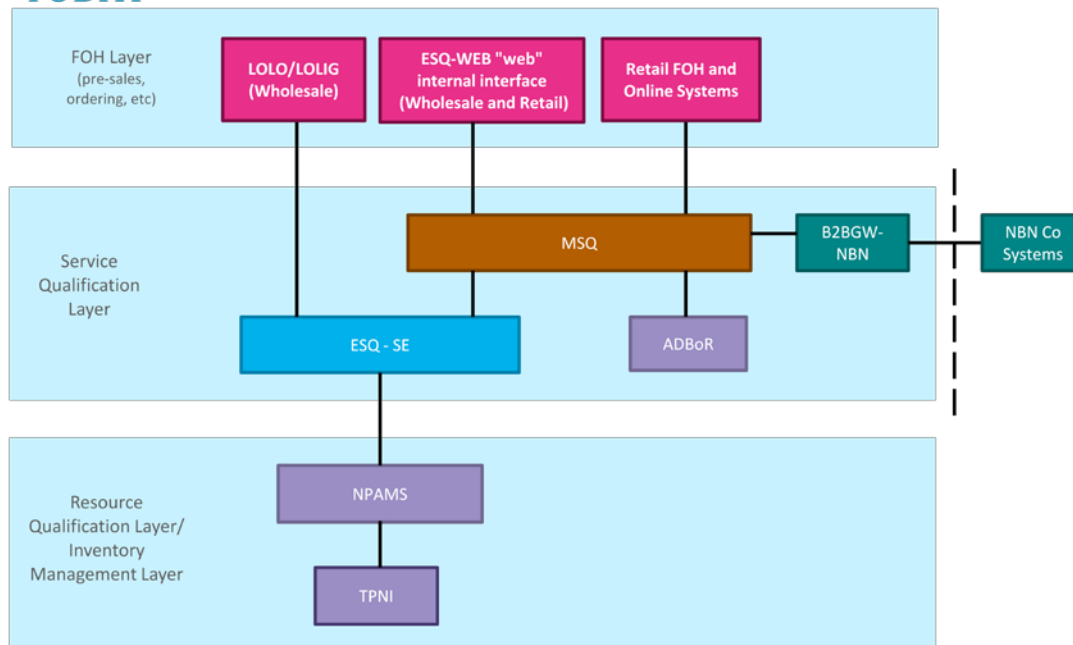 TODAY
FOH Layer
(pre-sales,
ordering, etc)
LOLO/LOLIG
(Wholesale)
ESQ-WEB "web"
internal interface
(Wholesale and Retail)
Retail FOH and
Online Systems
Service
Qualification
Layer
MSQ
B2BGW-
NBN
NBN Co
Systems
ESQ - SE
ADBoR
Resource
Qualification Layer/
Inventory
Management Layer
NPAMS
TPNI